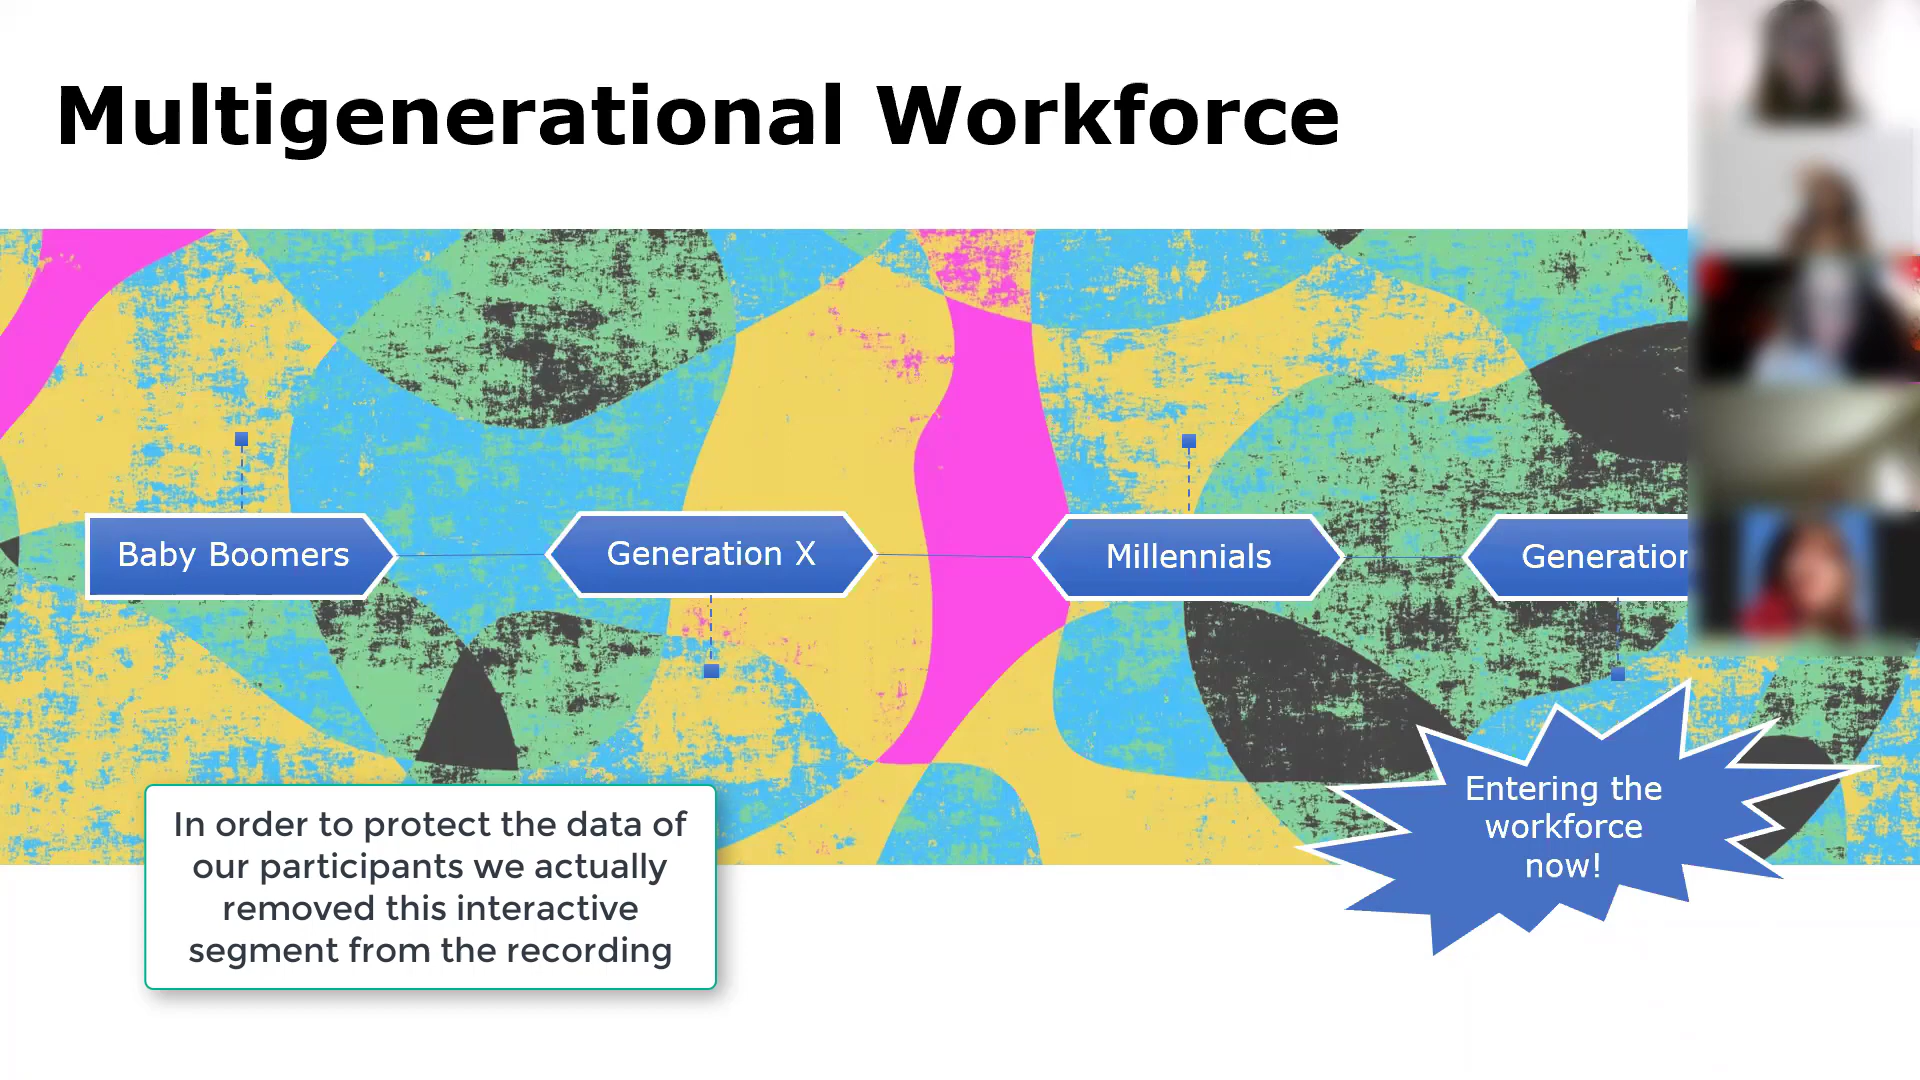 Multigenerational Workforce
Baby Boomers
Generation X
Millennials
Generation
Entering the
workforce
now!
In order to protect the data of
our participants we actually
removed this interactive
segment from the recording